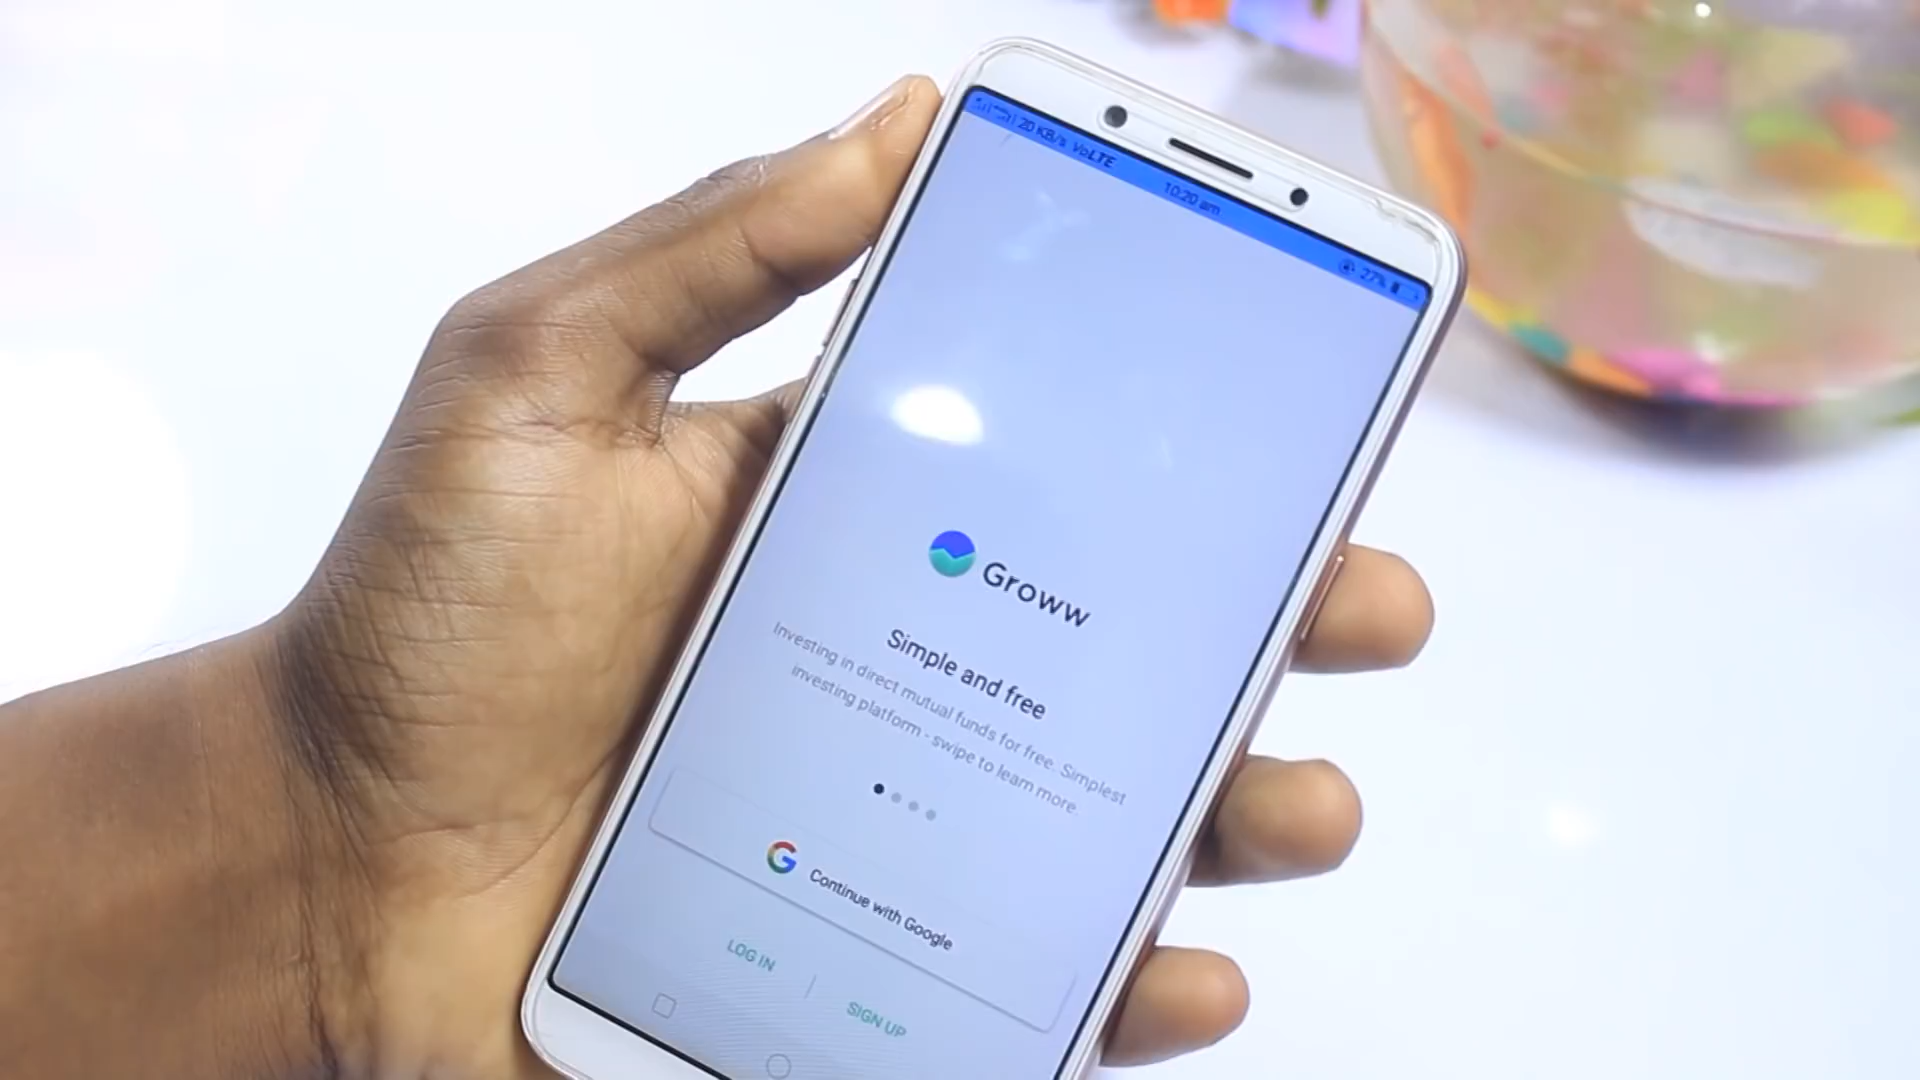 20 KB/s VoLTE
10:20 am
27%
Groww
Simple and free
Investing in direct mutual funds for free. Simplest
investing platform - swipe to learn more
G
Continue with Google
LOG IN
SIGN UP